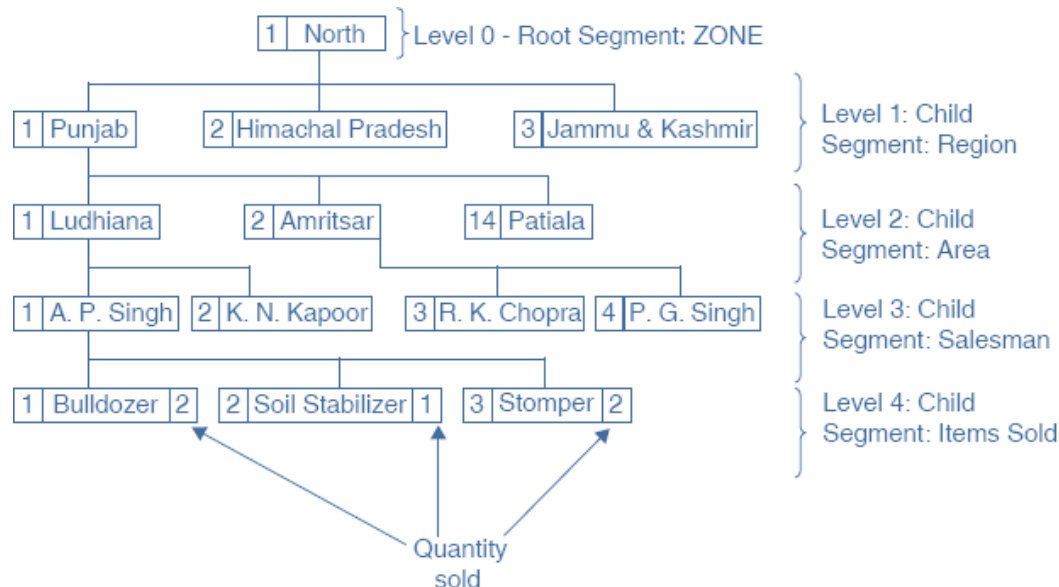 1 North
Level 0 - Root Segment: ZONE
1 Punjab
2 Himachal Pradesh
3 Jammu & Kashmir
Level 1: Child
Segment: Region
1 Ludhiana
2 Amritsar
14 Patiala
Level 2: Child
Segment: Area
1 A. P. Singh
2 K. N. Kapoor
3 R. K. Chopra
4 P. G. Singh
Level 3: Child
Segment: Salesman
1 Bulldozer 2
2 Soil Stabilizer 1
3 Stomper 2
Level 4: Child
Segment: Items Sold
Quantity
sold